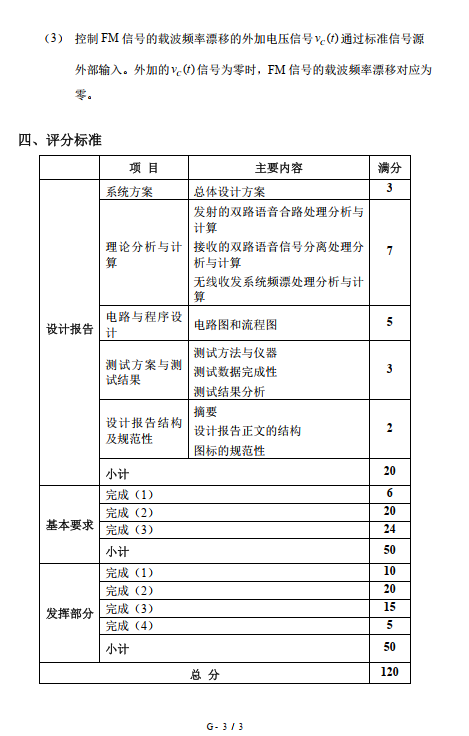 （3） 控制 FM 信号的载波频率漂移的外加电压信号 vC(t) 通过标准信号源
外部输入。外加的 vC(t) 信号为零时，FM 信号的载波频率漂移对应为
零。
四、评分标准
项 目 主要内容 满分
设计报告
系统方案 总体设计方案 3
理论分析与计
算
发射的双路语音合路处理分析与
计算
接收的双路语音信号分离处理分
析与计算
无线收发系统频漂处理分析与计
算
7
电路与程序设
计
电路图和流程图 5
测试方案与测
试结果
测试方法与仪器
测试数据完成性
测试结果分析
3
设计报告结构
及规范性
摘要
设计报告正文的结构
图标的规范性
2
小计 20
基本要求
完成（1） 6
完成（2） 20
完成（3） 24
小计 50
发挥部分
完成（1） 10
完成（2） 20
完成（3） 15
完成（4） 5
小计 50
总 分 120
G - 3 / 3